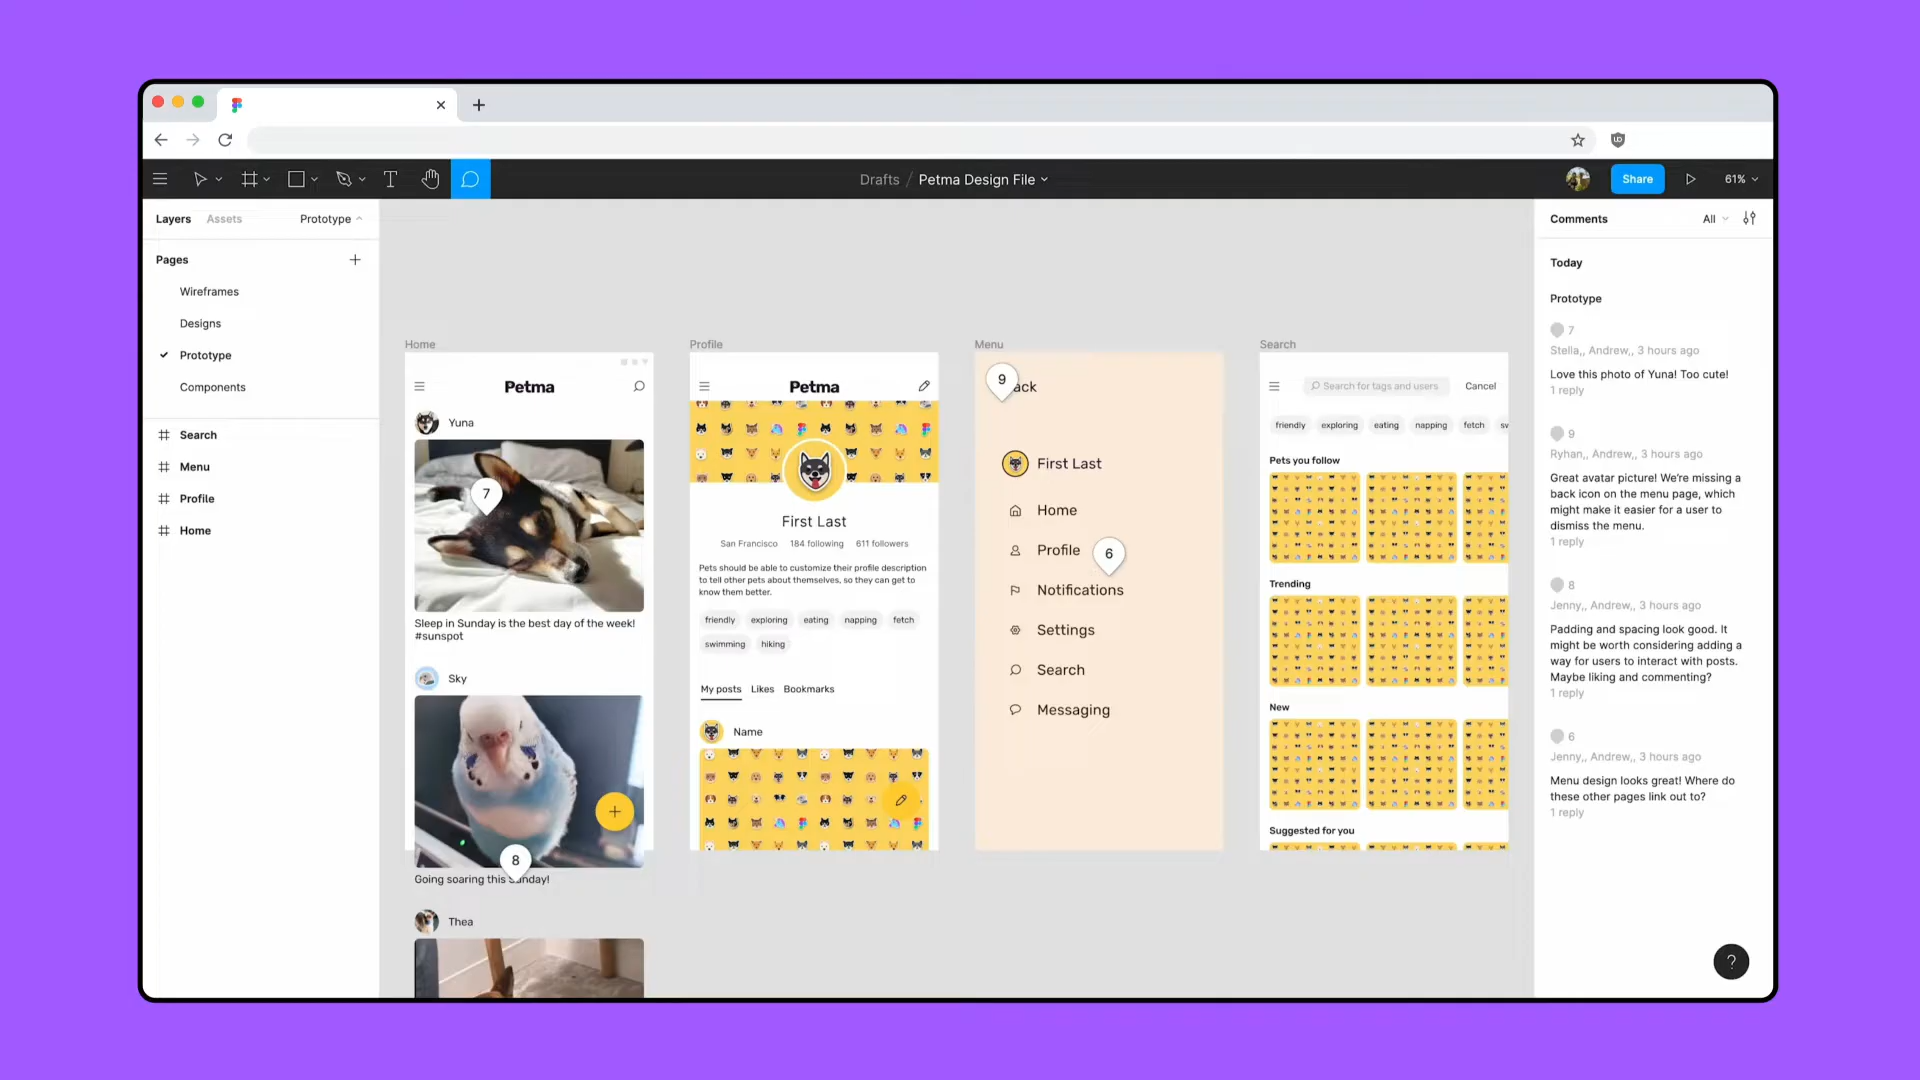 Drafts / Petma Design File
Share
61%
Layers
Assets
Prototype
Pages
Wireframes
Designs
Prototype
Components
Search
Menu
Profile
Home
Home
Petma
Yuna
7
Sleep in Sunday is the best day of the week!
#sunspot
Sky
8
Going soaring this Sunday!
Thea
Profile
Petma
First Last
San Francisco 184 following 611 followers
Pets should be able to customize their profile description
to tell other pets about themselves, so they can get to
know them better.
friendly exploring eating napping fetch
swimming hiking
My posts Likes Bookmarks
Name
Menu
9
ack
First Last
Home
Profile
6
Notifications
Settings
Search
Messaging
Search
Search for tags and users
Cancel
friendly exploring eating napping fetch sw
Pets you follow
Trending
New
Suggested for you
Comments
All
Today
Prototype
7
Stella,, Andrew,, 3 hours ago
Love this photo of Yuna! Too cute!
1 reply
9
Ryhan,, Andrew,, 3 hours ago
Great avatar picture! We're missing a
back icon on the menu page, which
might make it easier for a user to
dismiss the menu.
1 reply
8
Jenny,, Andrew,, 3 hours ago
Padding and spacing look good. It
might be worth considering adding a
way for users to interact with posts.
Maybe liking and commenting?
1 reply
6
Jenny,, Andrew,, 3 hours ago
Menu design looks great! Where do
these other pages link out to?
1 reply
?